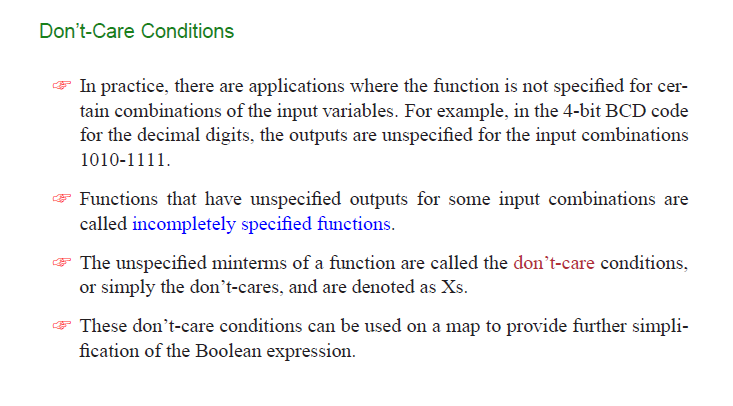 Don't-Care Conditions
☞ In practice, there are applications where the function is not specified for cer-
tain combinations of the input variables. For example, in the 4-bit BCD code
for the decimal digits, the outputs are unspecified for the input combinations
1010-1111.
☞ Functions that have unspecified outputs for some input combinations are
called incompletely specified functions.
☞ The unspecified minterms of a function are called the don't-care conditions,
or simply the don't-cares, and are denoted as Xs.
☞ These don't-care conditions can be used on a map to provide further simpli-
fication of the Boolean expression.